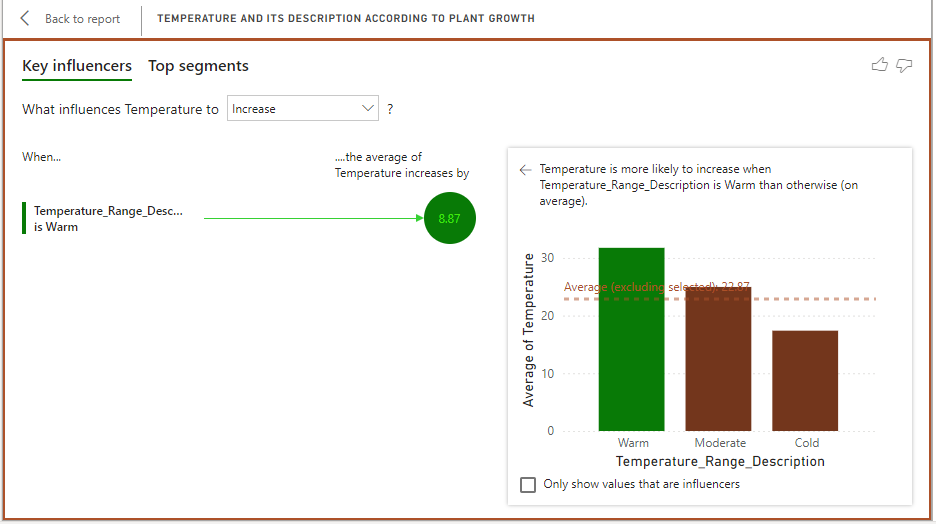 Back to report
TEMPERATURE AND ITS DESCRIPTION ACCORDING TO PLANT GROWTH
Key influencers
Top segments
What influences Temperature to
Increase
?
When...
....the average of
Temperature increases by
Temperature_Range_Desc...
is Warm
8.87
Temperature is more likely to increase when
Temperature_Range_Description is Warm than otherwise (on
average).
Average of Temperature
30
20
10
0
Average (excluding selected): 22.87
Warm
Moderate
Cold
Temperature_Range_Description
Only show values that are influencers